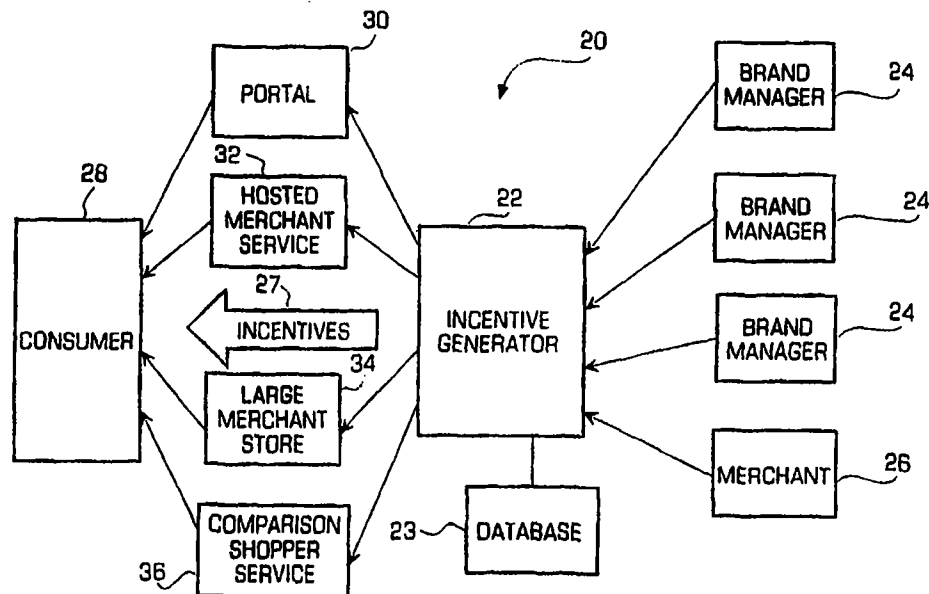 30
20
PORTAL
BRAND
MANAGER
24
32
HOSTED
MERCHANT
SERVICE
28
22
BRAND
MANAGER
24
27
INCENTIVES
CONSUMER
INCENTIVE
GENERATOR
BRAND
MANAGER
24
34
LARGE
MERCHANT
STORE
MERCHANT
26
COMPARISON
SHOPPER
SERVICE
36
23
DATABASE